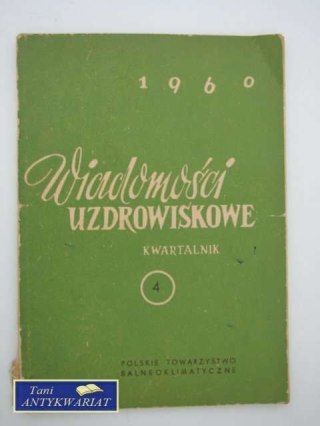 1960
Wiadomości
UZDROWISKOWE
KWARTALNIK
4
POLSKIE TOWARZYSTWO
BALNEOKLIMATYCZNE
Tani
ANTYKWARIAT